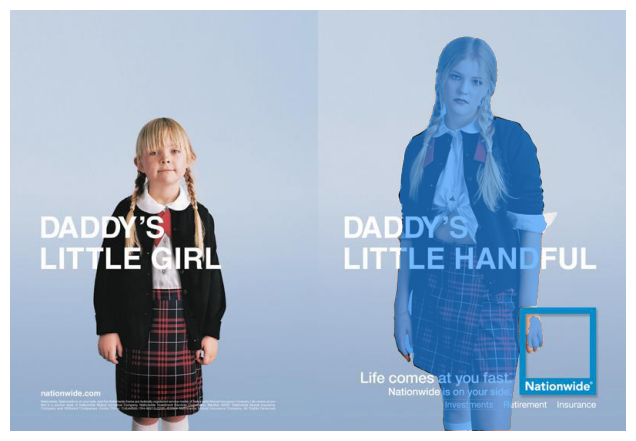 DADDY'S
LITTLE GIRL
nationwide.com
DADDY'S
LITTLE HANDFUL
Life comes at you fast.
Nationwide is on your side.
Investments Retirement Insurance
Nationwide®